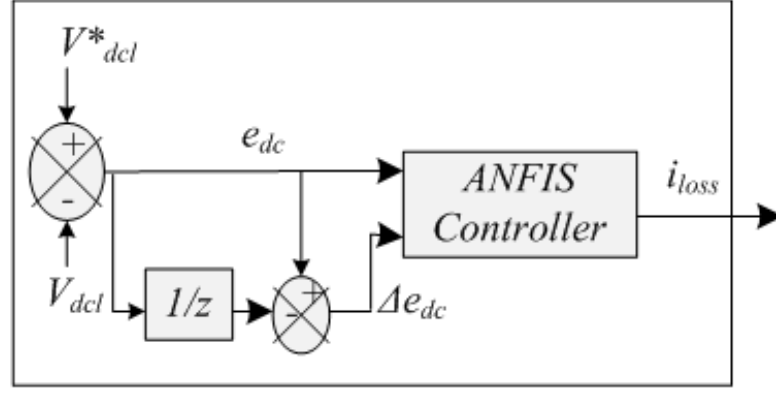 V*dcl
+
-
Vdcl
edc
1/z
+
-
Δedc
ANFIS
Controller
iloss